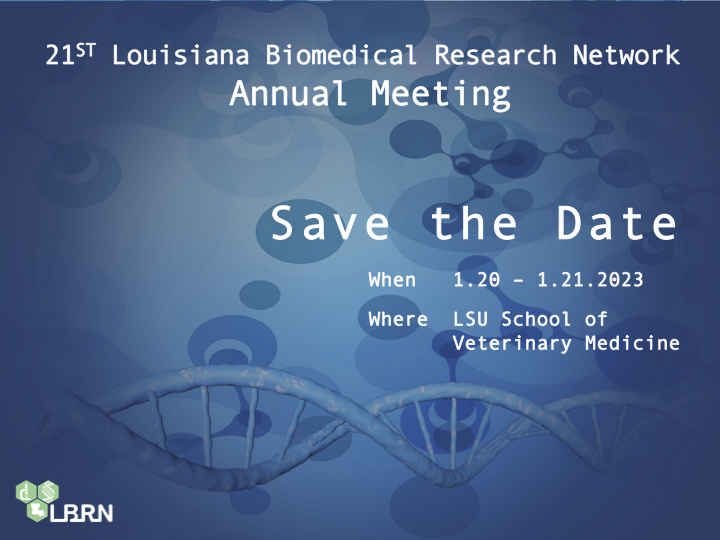 21ST Louisiana Biomedical Research Network
Annual Meeting
Save the Date
When 1.20 – 1.21.2023
Where LSU School of
Veterinary Medicine
d S
LBRN